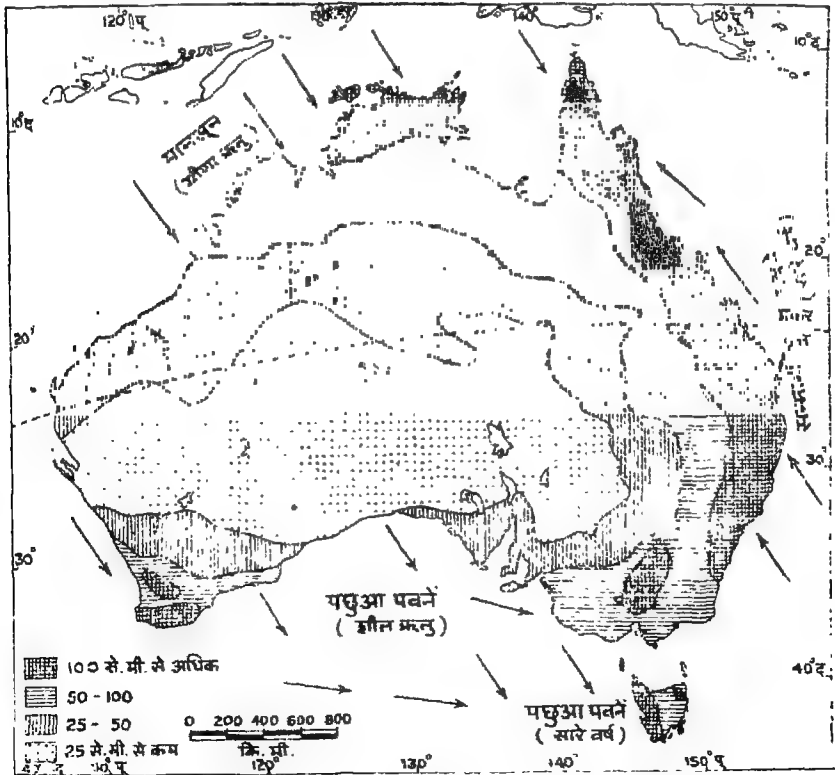 120°पू
140°
150°पू
10°द
10°द
मानसून
(ग्रीष्म ऋतु)
20°
20°
30°
30°
पछुआ पवनें
(शीत ऋतु)
40°द
पछुआ पवनें
(सारे वर्ष)
100 से.मी. से अधिक
50 - 100
25 - 50
25 से.मी. से कम
0 200 400 600 800
कि.मी.
120°
130°
140°
150°पू